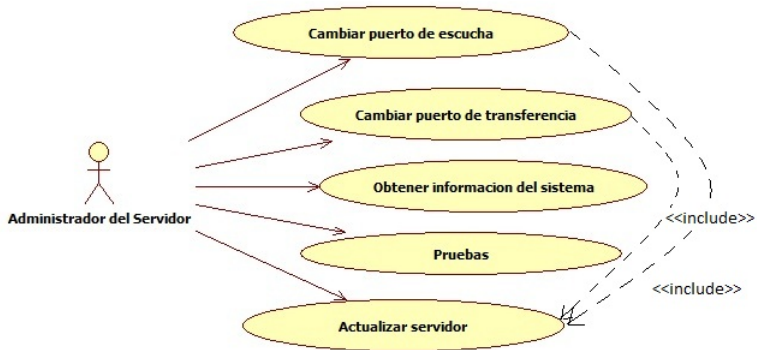 Cambiar puerto de escucha
Cambiar puerto de transferencia
Obtener informacion del sistema
Administrador del Servidor
<<include>>
Pruebas
<<include>>
Actualizar servidor